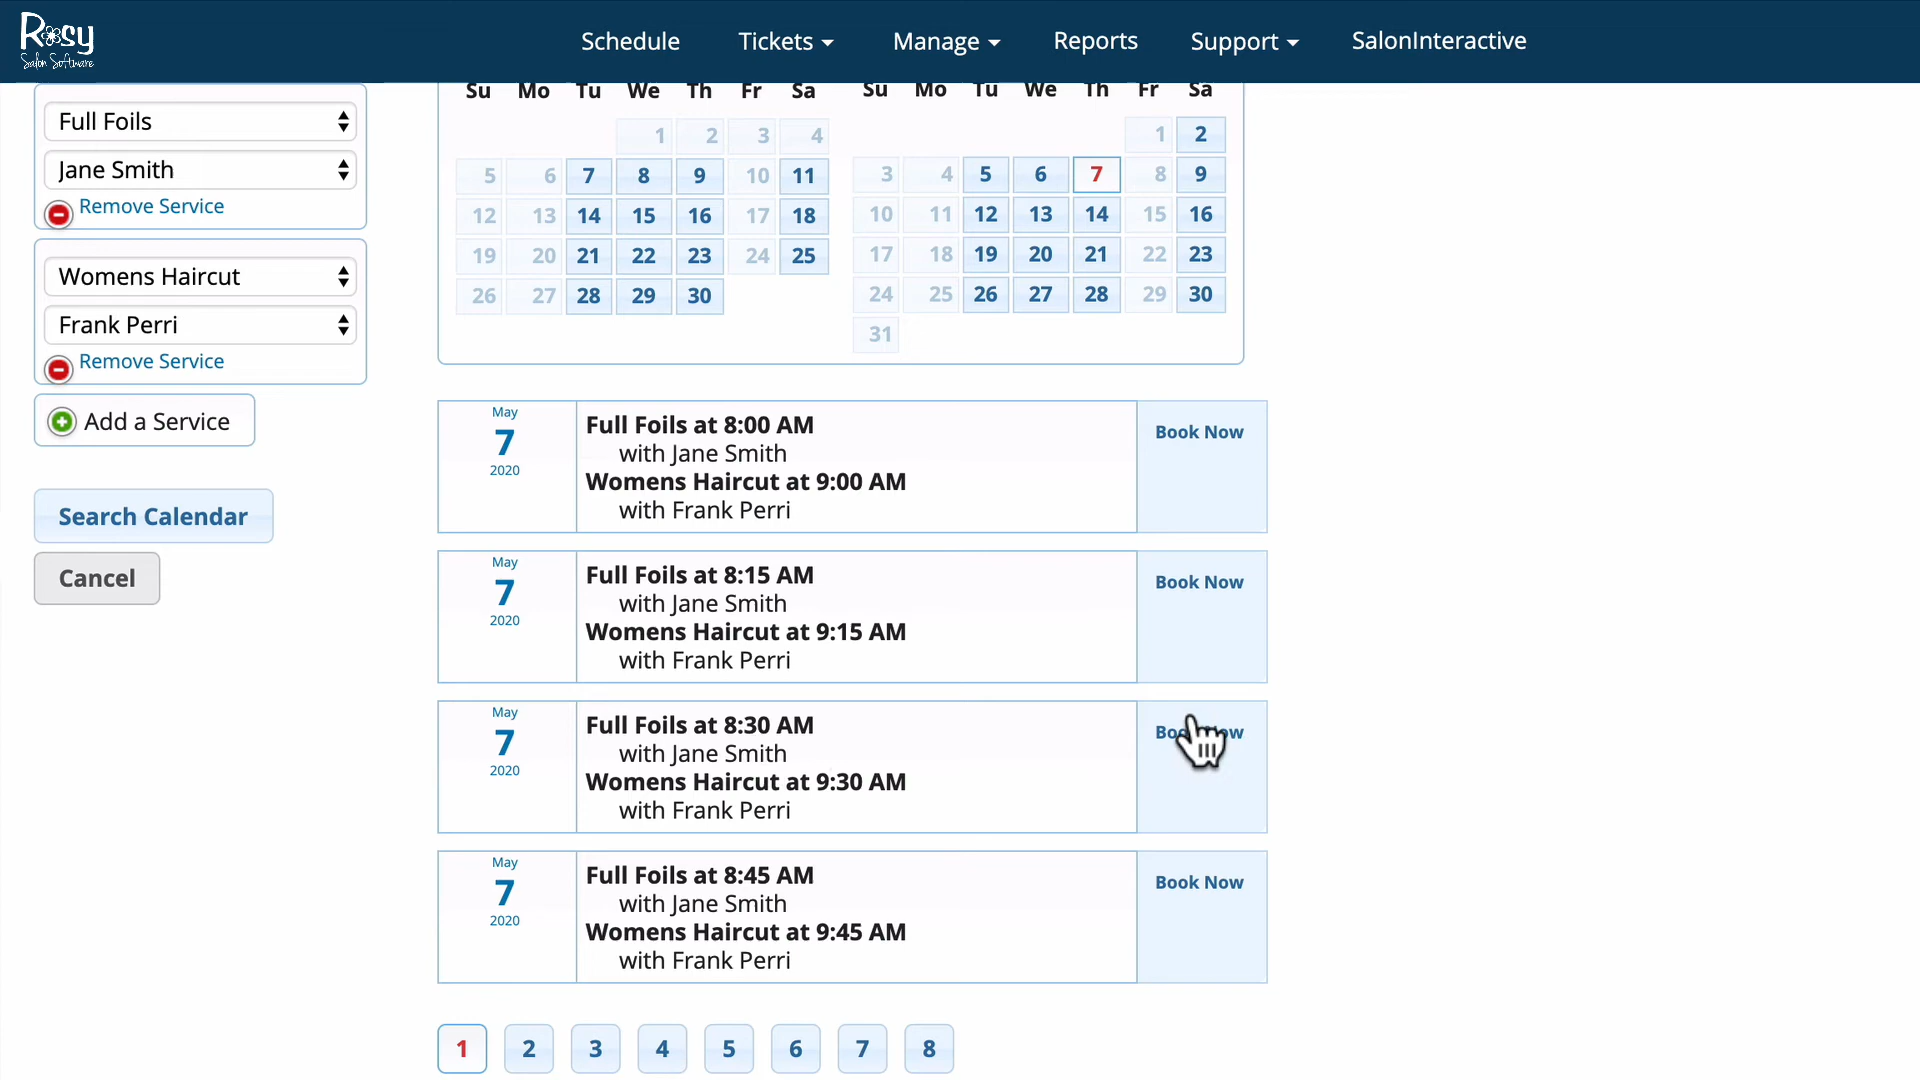 Rosy
Salon Software
Schedule
Tickets
Manage
Reports
Support
SalonInteractive
Full Foils
Jane Smith
Remove Service
Womens Haircut
Frank Perri
Remove Service
Add a Service
Search Calendar
Cancel
Su Mo Tu We Th Fr Sa
1 2 3 4
5 6 7 8 9 10 11
12 13 14 15 16 17 18
19 20 21 22 23 24 25
26 27 28 29 30
Su Mo Tu We Th Fr Sa
1 2
3 4 5 6 7 8 9
10 11 12 13 14 15 16
17 18 19 20 21 22 23
24 25 26 27 28 29 30
31
May
7
2020
Full Foils at 8:00 AM
with Jane Smith
Womens Haircut at 9:00 AM
with Frank Perri
Book Now
May
7
2020
Full Foils at 8:15 AM
with Jane Smith
Womens Haircut at 9:15 AM
with Frank Perri
Book Now
May
7
2020
Full Foils at 8:30 AM
with Jane Smith
Womens Haircut at 9:30 AM
with Frank Perri
Book Now
May
7
2020
Full Foils at 8:45 AM
with Jane Smith
Womens Haircut at 9:45 AM
with Frank Perri
Book Now
1 2 3 4 5 6 7 8